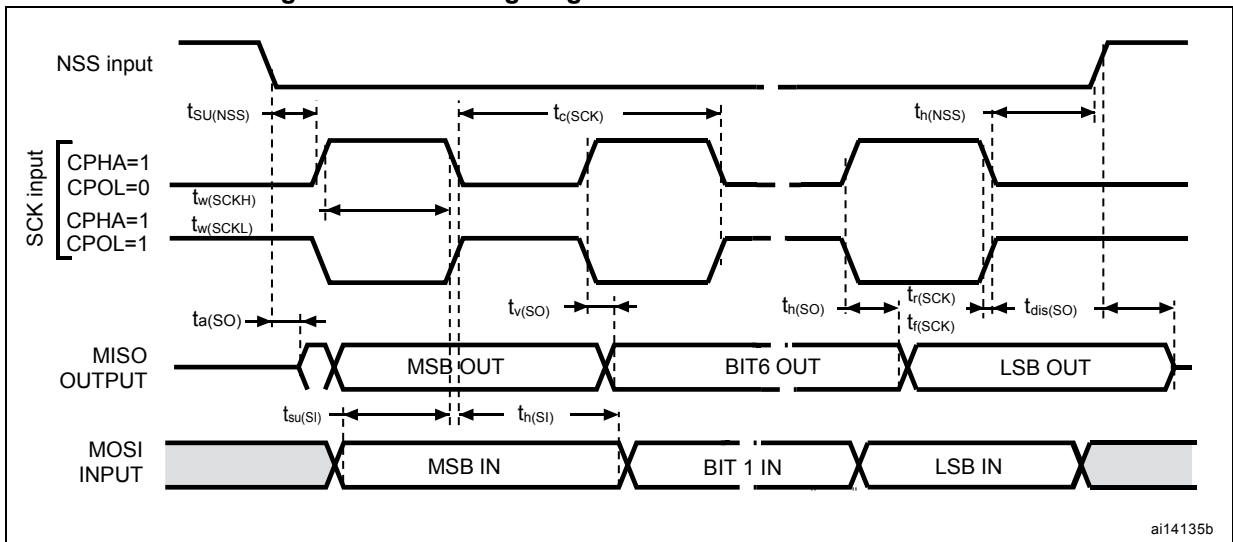 NSS input
tSU(NSS)
tc(SCK)
th(NSS)
SCK input
CPHA=1
CPOL=0
tw(SCKH)
CPHA=1
tw(SCKL)
CPOL=1
ta(SO)
tv(SO)
th(SO)
tr(SCK)
tf(SCK)
tdis(SO)
MISO
OUTPUT
MSB OUT
BIT6 OUT
LSB OUT
tsu(SI)
th(SI)
MOSI
INPUT
MSB IN
BIT 1 IN
LSB IN
ai14135b